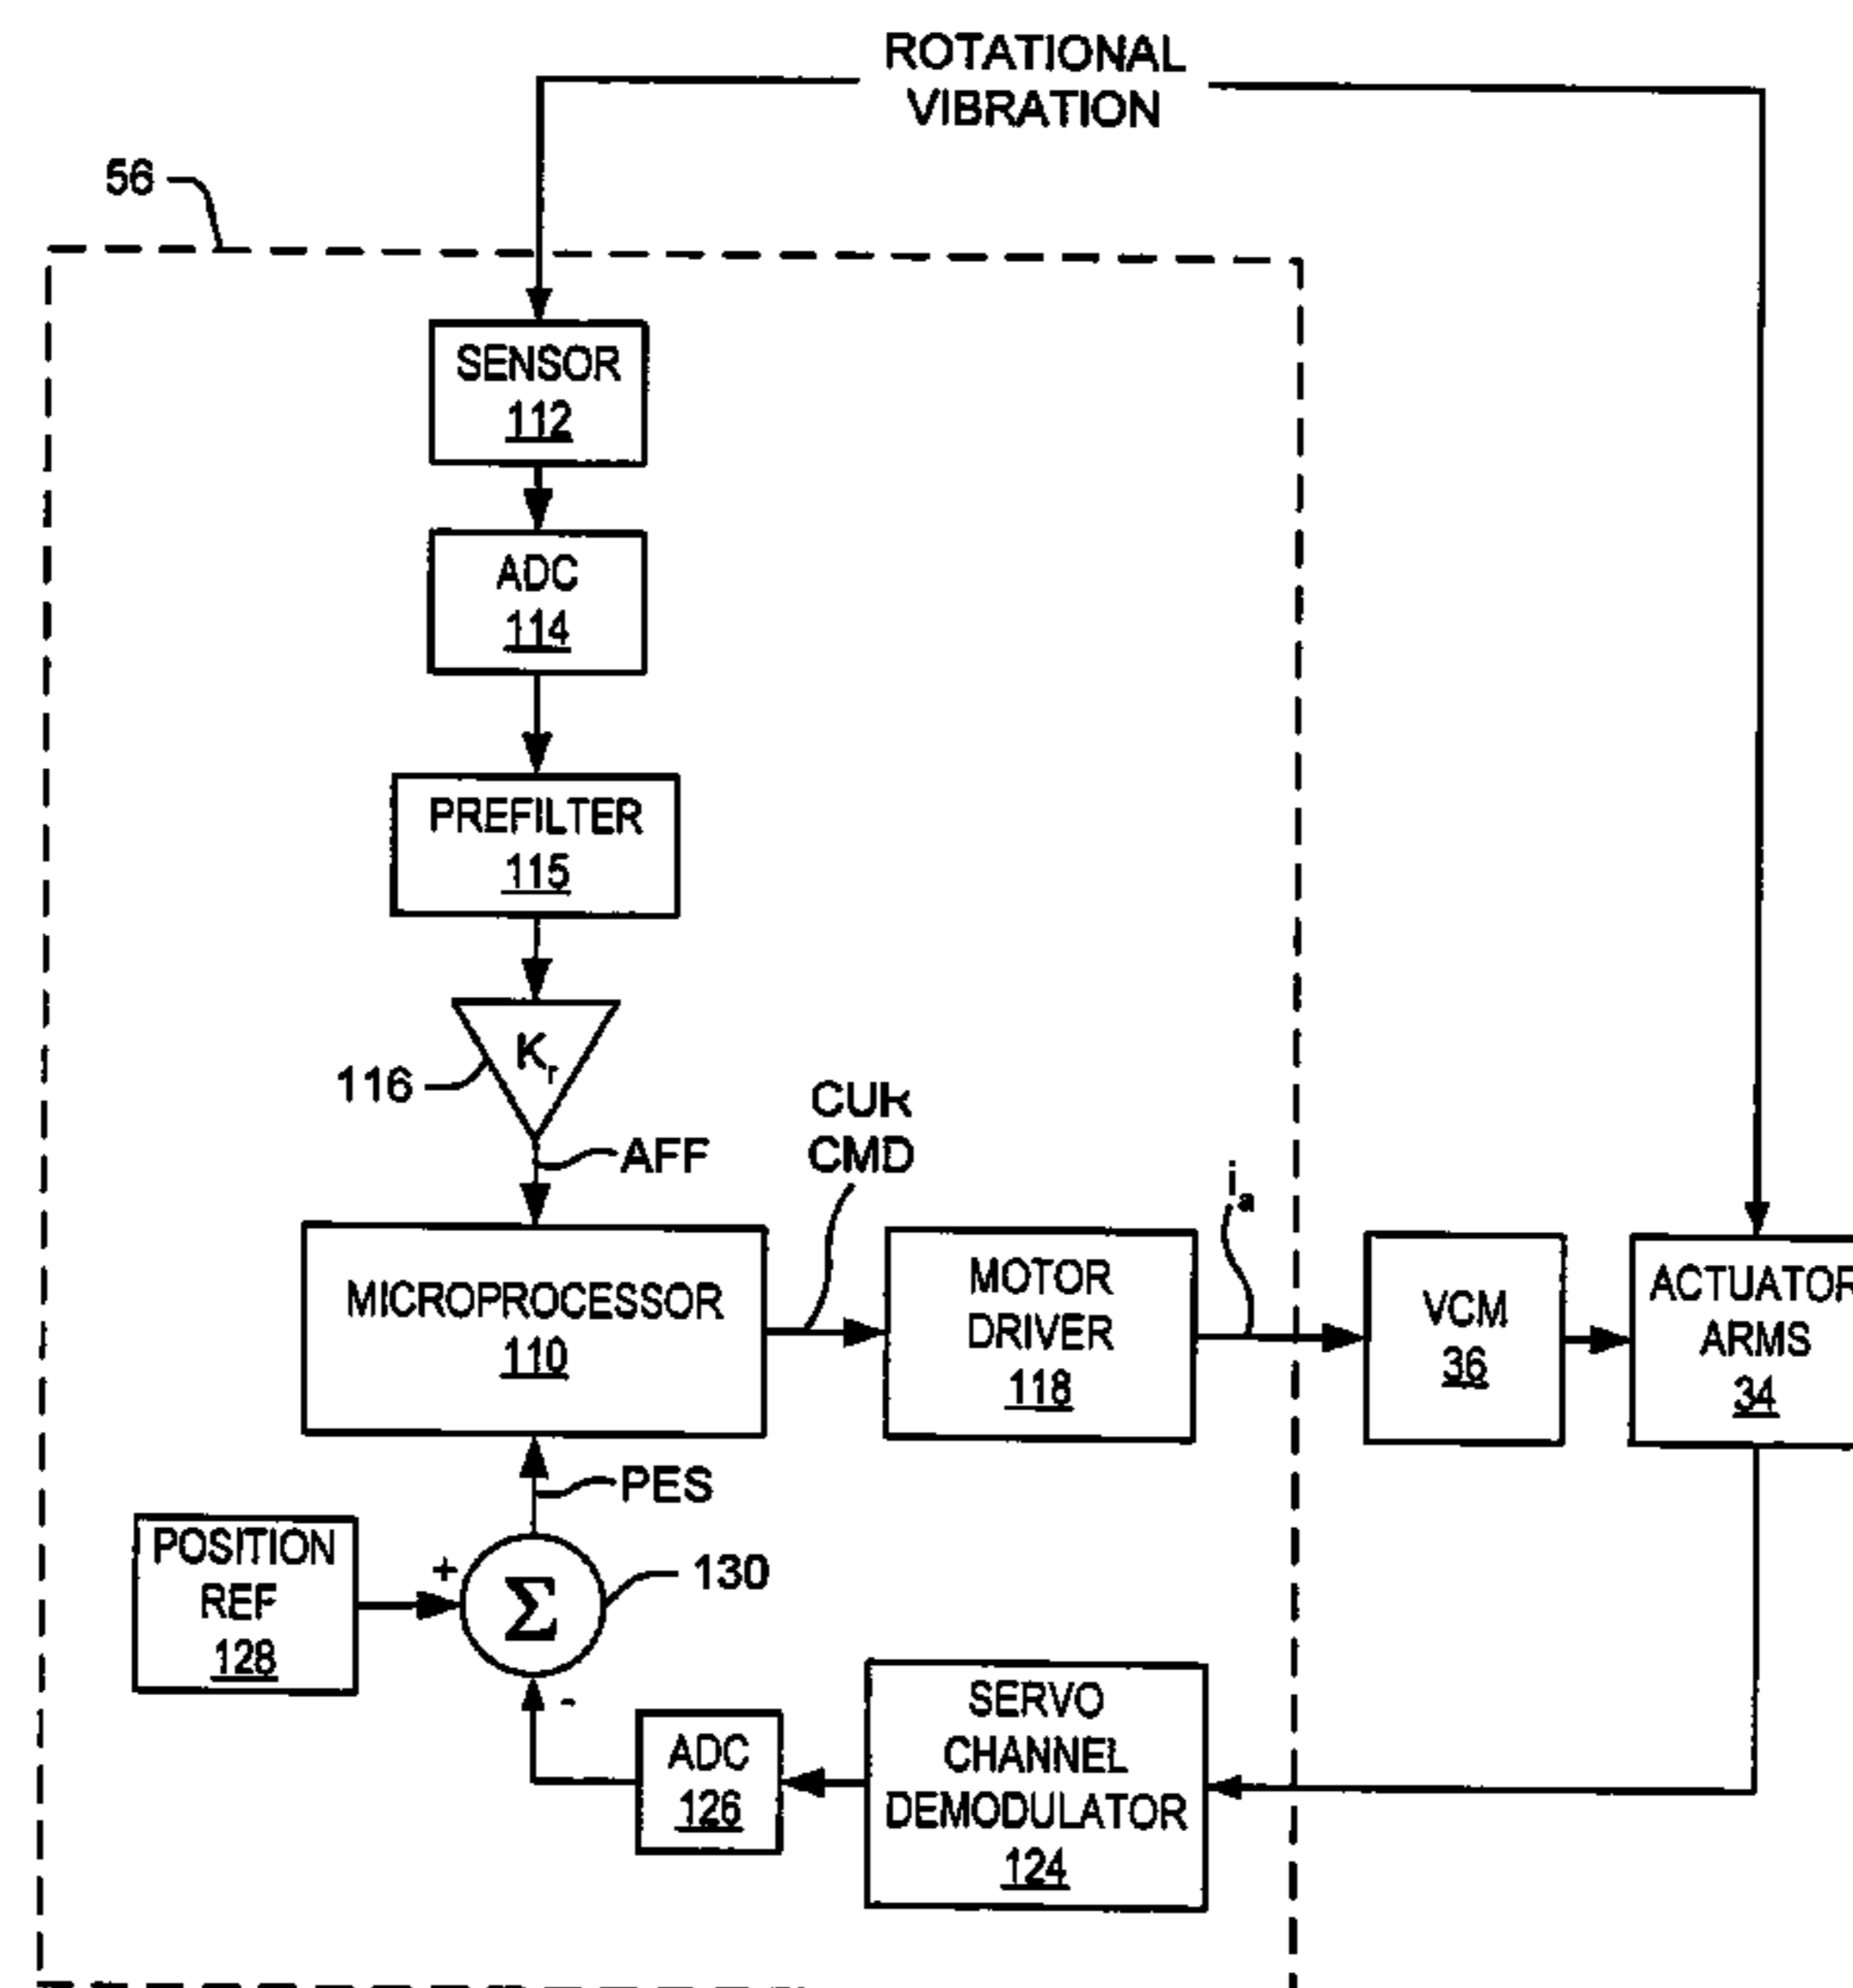 ROTATIONAL
VIBRATION
56
SENSOR
112
ADC
114
PREFILTER
115
Kr
116
AFF
CUR
CMD
ia
MICROPROCESSOR
110
MOTOR
DRIVER
118
VCM
36
ACTUATOR
ARMS
34
PES
POSITION
REF
128
+
Σ
130
-
ADC
126
SERVO
CHANNEL
DEMODULATOR
124